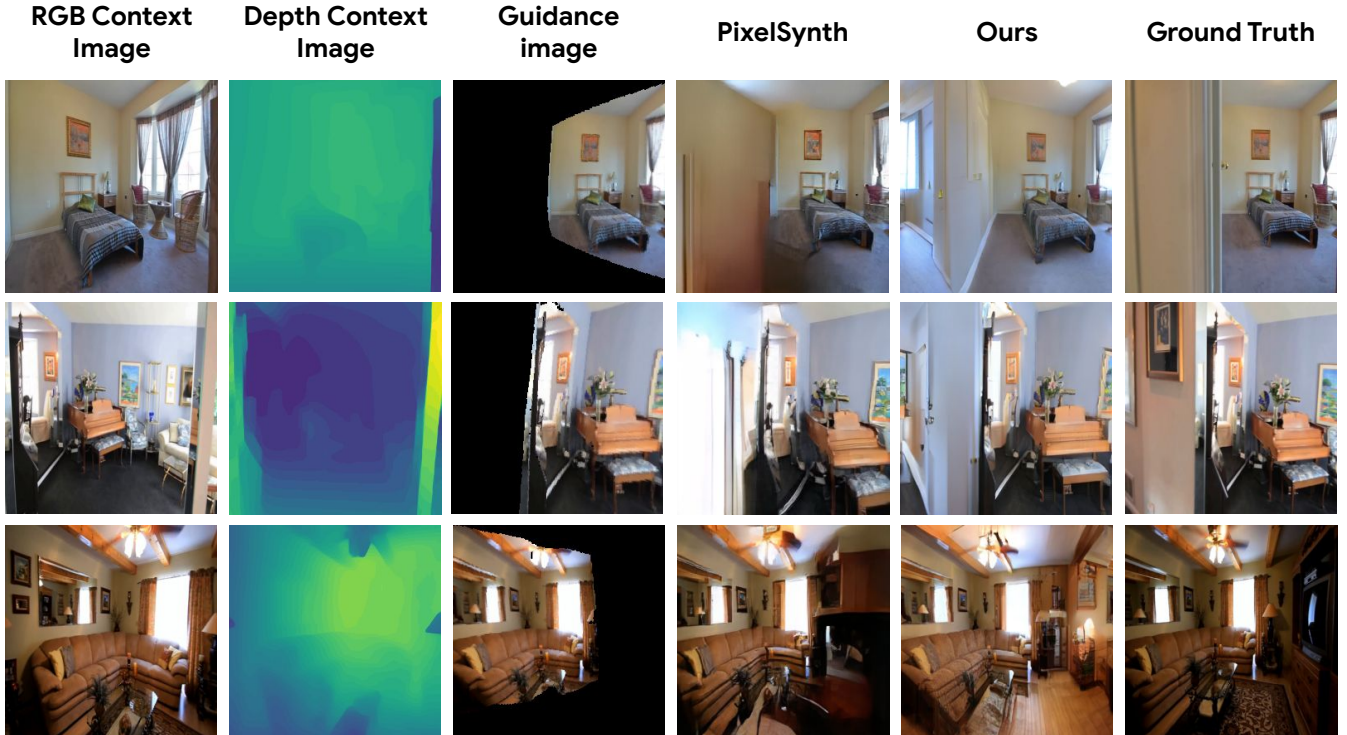 RGB Context
Image
Depth Context
Image
Guidance
image
PixelSynth
Ours
Ground Truth